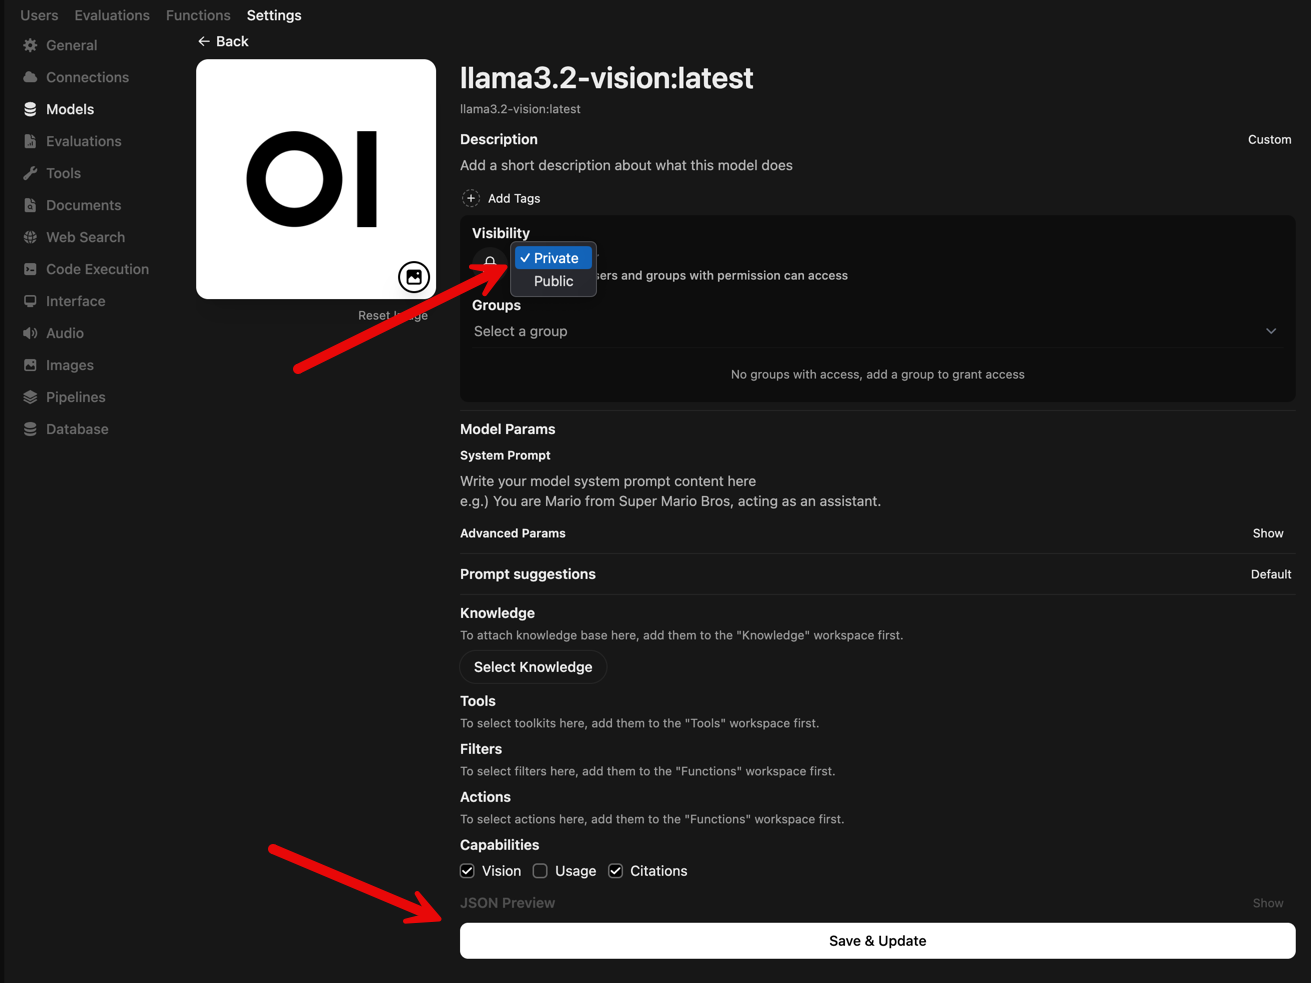 Users Evaluations Functions Settings
General
Connections
Models
Evaluations
Tools
Documents
Web Search
Code Execution
Interface
Audio
Images
Pipelines
Database
← Back
OI
Reset Image
llama3.2-vision:latest
llama3.2-vision:latest
Description Custom
Add a short description about what this model does
+ Add Tags
Visibility
✓ Private
Public
sers and groups with permission can access
Groups
Select a group
No groups with access, add a group to grant access
Model Params
System Prompt
Write your model system prompt content here
e.g.) You are Mario from Super Mario Bros, acting as an assistant.
Advanced Params Show
Prompt suggestions Default
Knowledge
To attach knowledge base here, add them to the "Knowledge" workspace first.
Select Knowledge
Tools
To select toolkits here, add them to the "Tools" workspace first.
Filters
To select filters here, add them to the "Functions" workspace first.
Actions
To select actions here, add them to the "Functions" workspace first.
Capabilities
Vision Usage Citations
JSON Preview Show
Save & Update